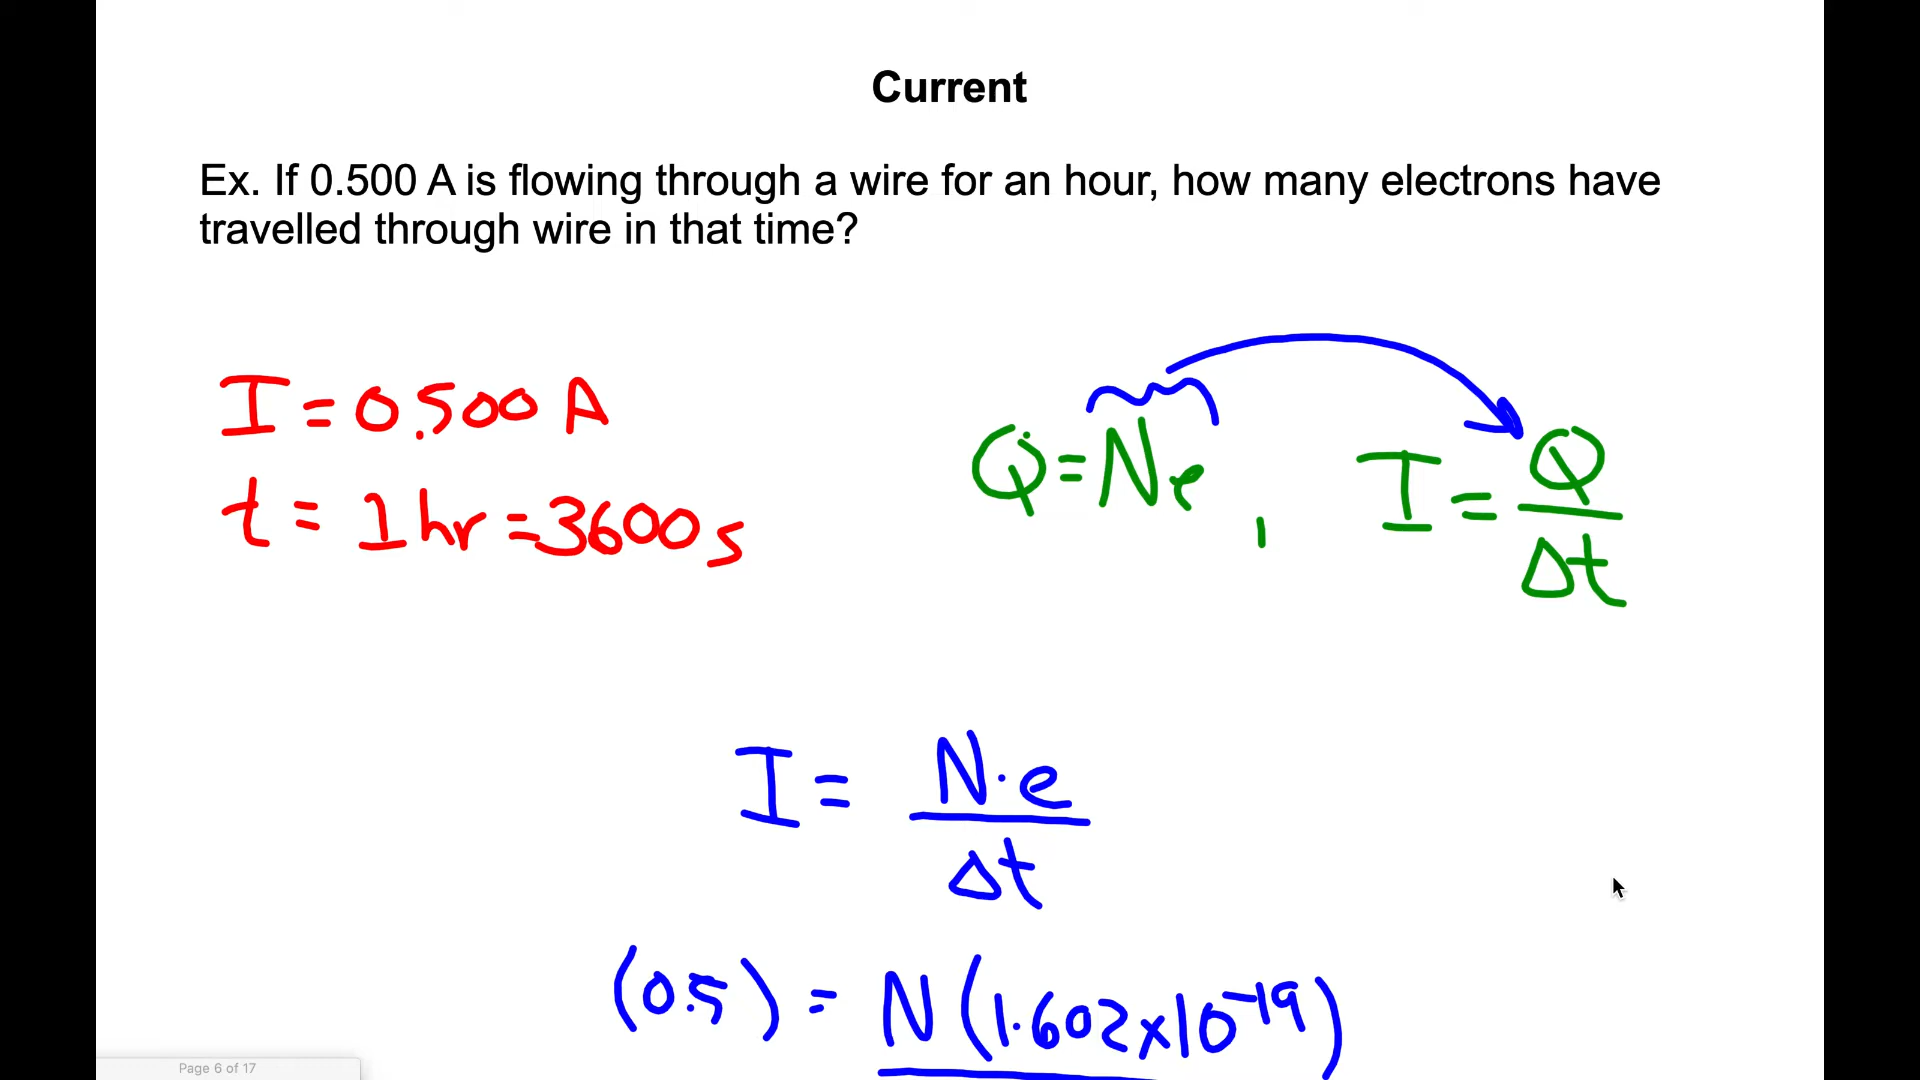 Current
Ex. If 0.500 A is flowing through a wire for an hour, how many electrons have
travelled through wire in that time?
I = 0.500 A
t = 1 hr = 3600 s
Q = Ne , I = Q/Δt
I = N·e/Δt
(0.5) = N(1.602×10⁻¹⁹)
Page 6 of 17